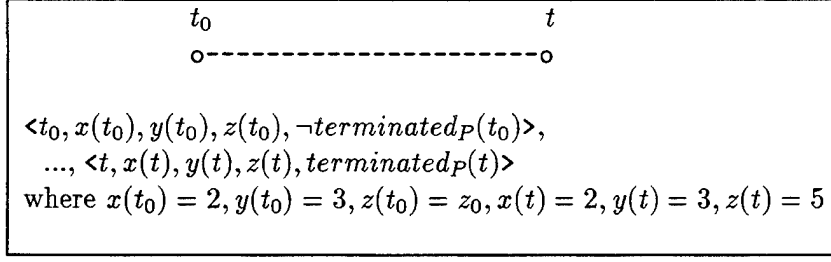 t₀ t
<t₀, x(t₀), y(t₀), z(t₀), ¬terminated_P(t₀)>,
..., <t, x(t), y(t), z(t), terminated_P(t)>
where x(t₀) = 2, y(t₀) = 3, z(t₀) = z₀, x(t) = 2, y(t) = 3, z(t) = 5